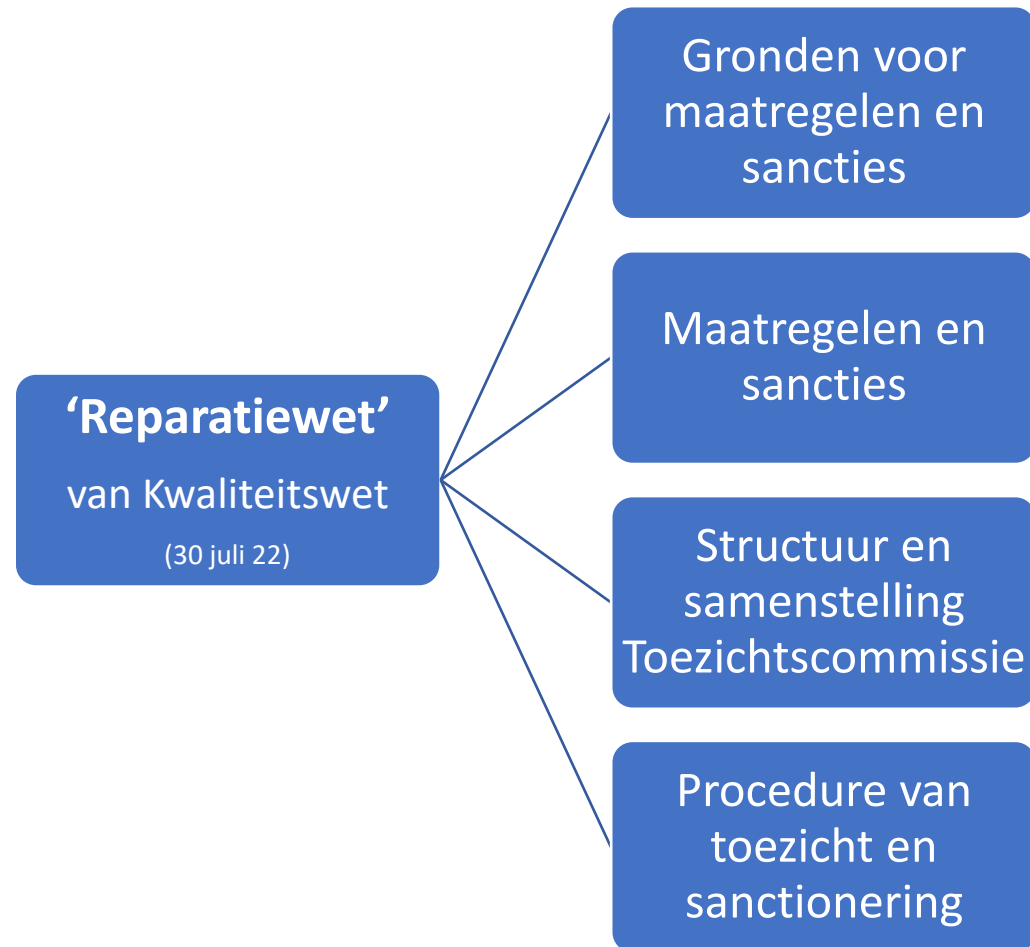 ‘Reparatiewet’
van Kwaliteitswet
(30 juli 22)
Gronden voor
maatregelen en
sancties
Maatregelen en
sancties
Structuur en
samenstelling
Toezichtscommissie
Procedure van
toezicht en
sanctionering